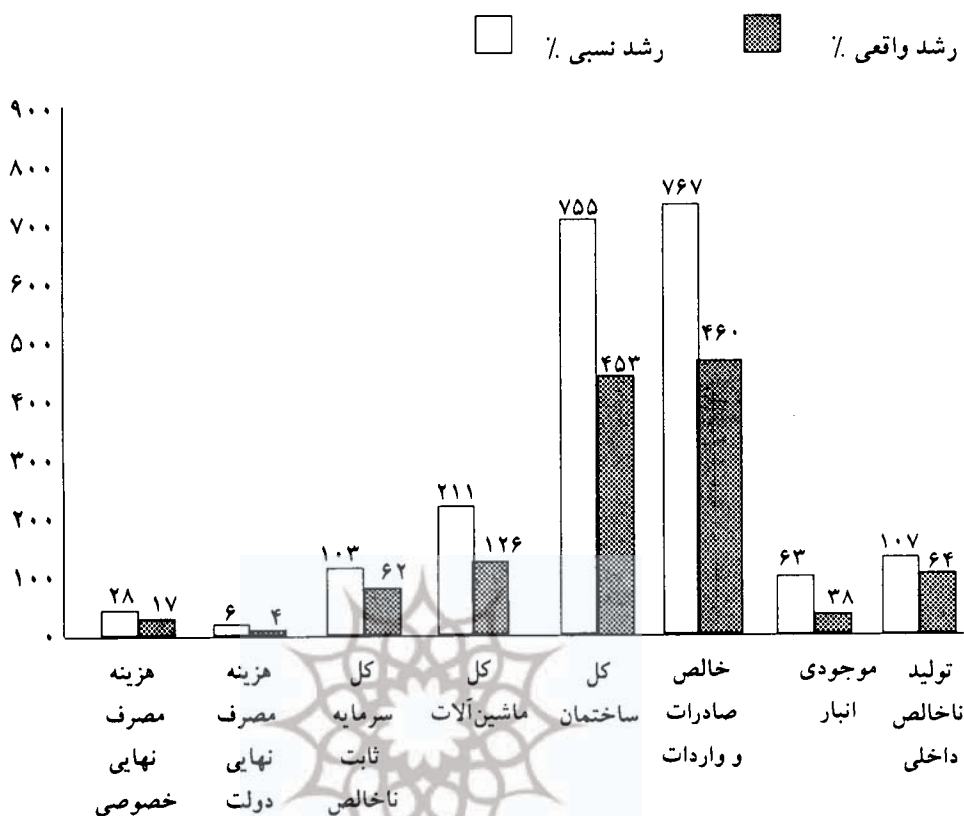 رشد واقعی ٪
رشد نسبی ٪
۹۰۰
۸۰۰
۷۰۰
۶۰۰
۵۰۰
۴۰۰
۳۰۰
۲۰۰
۱۰۰
۰
۲۸
۱۷
۶
۴
۱۰۳
۶۲
۲۱۱
۱۲۶
۷۵۵
۴۵۳
۷۶۷
۴۶۰
۶۳
۳۸
۱۰۷
۶۴
تولید
ناخالص
داخلی
موجودی
انبار
خالص
صادرات
و واردات
کل
ساختمان
کل
ماشین‌آلات
کل
سرمایه
ثابت
ناخالص
هزینه
مصرف
نهایی
دولت
هزینه
مصرف
نهایی
خصوصی